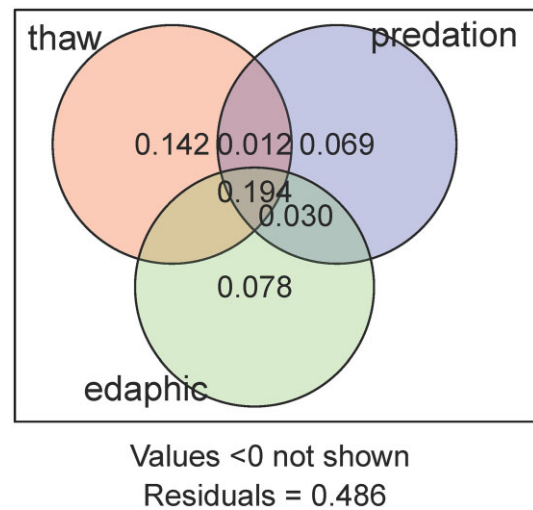 thaw predation
0.142 0.012 0.069
0.194
0.030
0.078
edaphic
Values <0 not shown
Residuals = 0.486